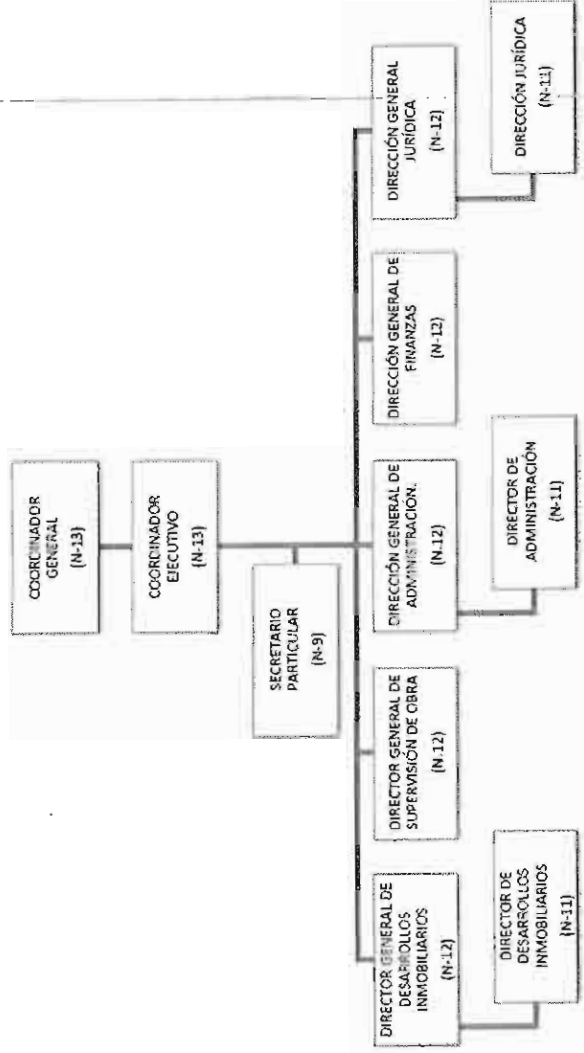 COORDINADOR
GENERAL
(N-13)
COORDINADOR
EJECUTIVO
(N-13)
SECRETARIO
PARTICULAR
(N-9)
DIRECTOR GENERAL DE
DESARROLLOS
INMOBILIARIOS
(N-12)
DIRECTOR GENERAL DE
SUPERVISIÓN DE OBRA
(N.12)
DIRECCIÓN GENERAL DE
ADMINISTRACIÓN.
(N.12)
DIRECCIÓN GENERAL DE
FINANZAS
(N-12)
DIRECCIÓN GENERAL
JURÍDICA
(N-12)
DIRECTOR DE
DESARROLLOS
INMOBILIARIOS
(N-11)
DIRECTOR DE
ADMINISTRACIÓN
(N-11)
DIRECCIÓN JURÍDICA
(N-11)